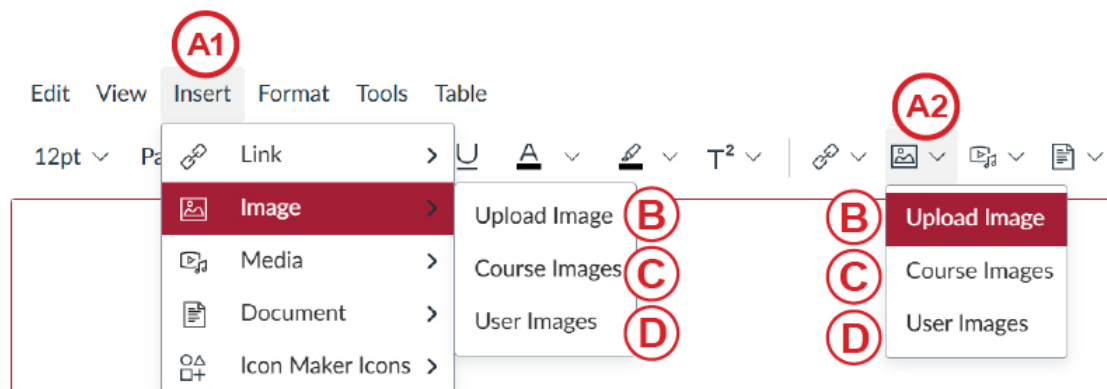 A1
Edit View Insert Format Tools Table
A2
12pt Pa Link U A T²
Image
Upload Image B
Course Images C
User Images D
Media
Document
Icon Maker Icons
B Upload Image
C Course Images
D User Images